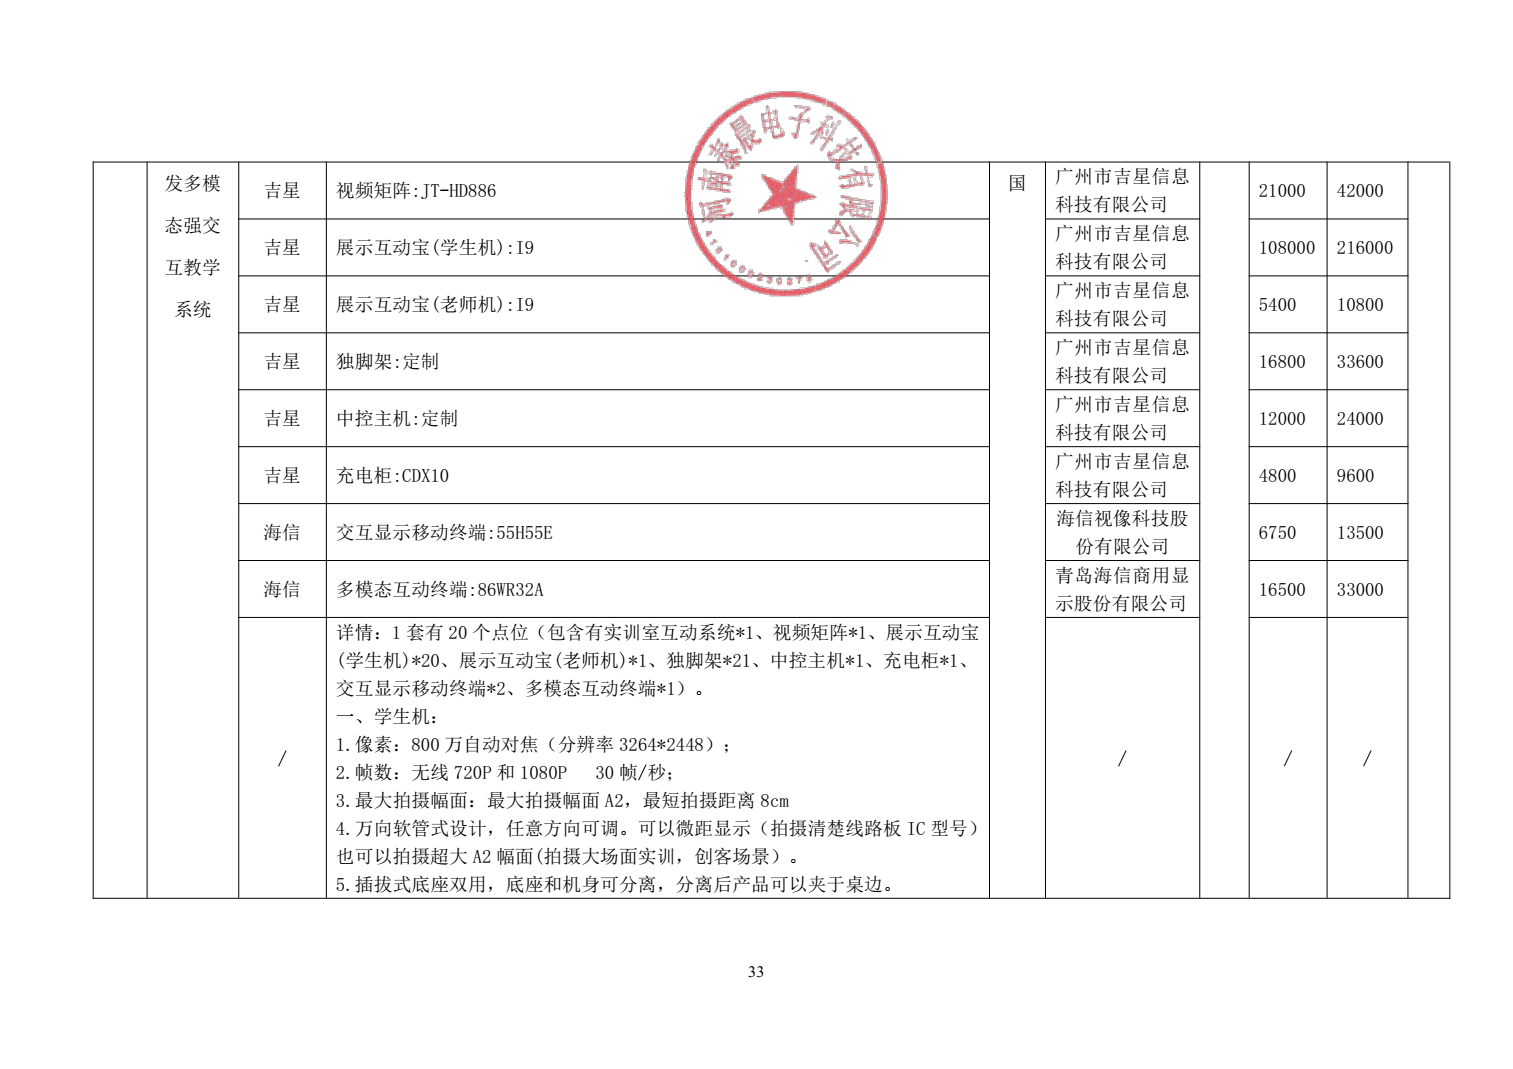 河南泰晨电子科技有限公司
发多模
态强交
互教学
系统
吉星 视频矩阵:JT-HD886 国 广州市吉星信息
科技有限公司 21000 42000
吉星 展示互动宝(学生机):I9 广州市吉星信息
科技有限公司 108000 216000
吉星 展示互动宝(老师机):I9 广州市吉星信息
科技有限公司 5400 10800
吉星 独脚架:定制 广州市吉星信息
科技有限公司 16800 33600
吉星 中控主机:定制 广州市吉星信息
科技有限公司 12000 24000
吉星 充电柜:CDX10 广州市吉星信息
科技有限公司 4800 9600
海信 交互显示移动终端:55H55E 海信视像科技股
份有限公司 6750 13500
海信 多模态互动终端:86WR32A 青岛海信商用显
示股份有限公司 16500 33000
/ 详情：1 套有 20 个点位（包含有实训室互动系统*1、视频矩阵*1、展示互动宝
(学生机)*20、展示互动宝(老师机)*1、独脚架*21、中控主机*1、充电柜*1、
交互显示移动终端*2、多模态互动终端*1）。
一、学生机：
1.像素：800 万自动对焦（分辨率 3264*2448）；
2.帧数：无线 720P 和 1080P 30 帧/秒；
3.最大拍摄幅面：最大拍摄幅面 A2，最短拍摄距离 8cm
4.万向软管式设计，任意方向可调。可以微距显示（拍摄清楚线路板 IC 型号）
也可以拍摄超大 A2 幅面(拍摄大场面实训，创客场景）。
5.插拔式底座双用，底座和机身可分离，分离后产品可以夹于桌边。
/ / /
33